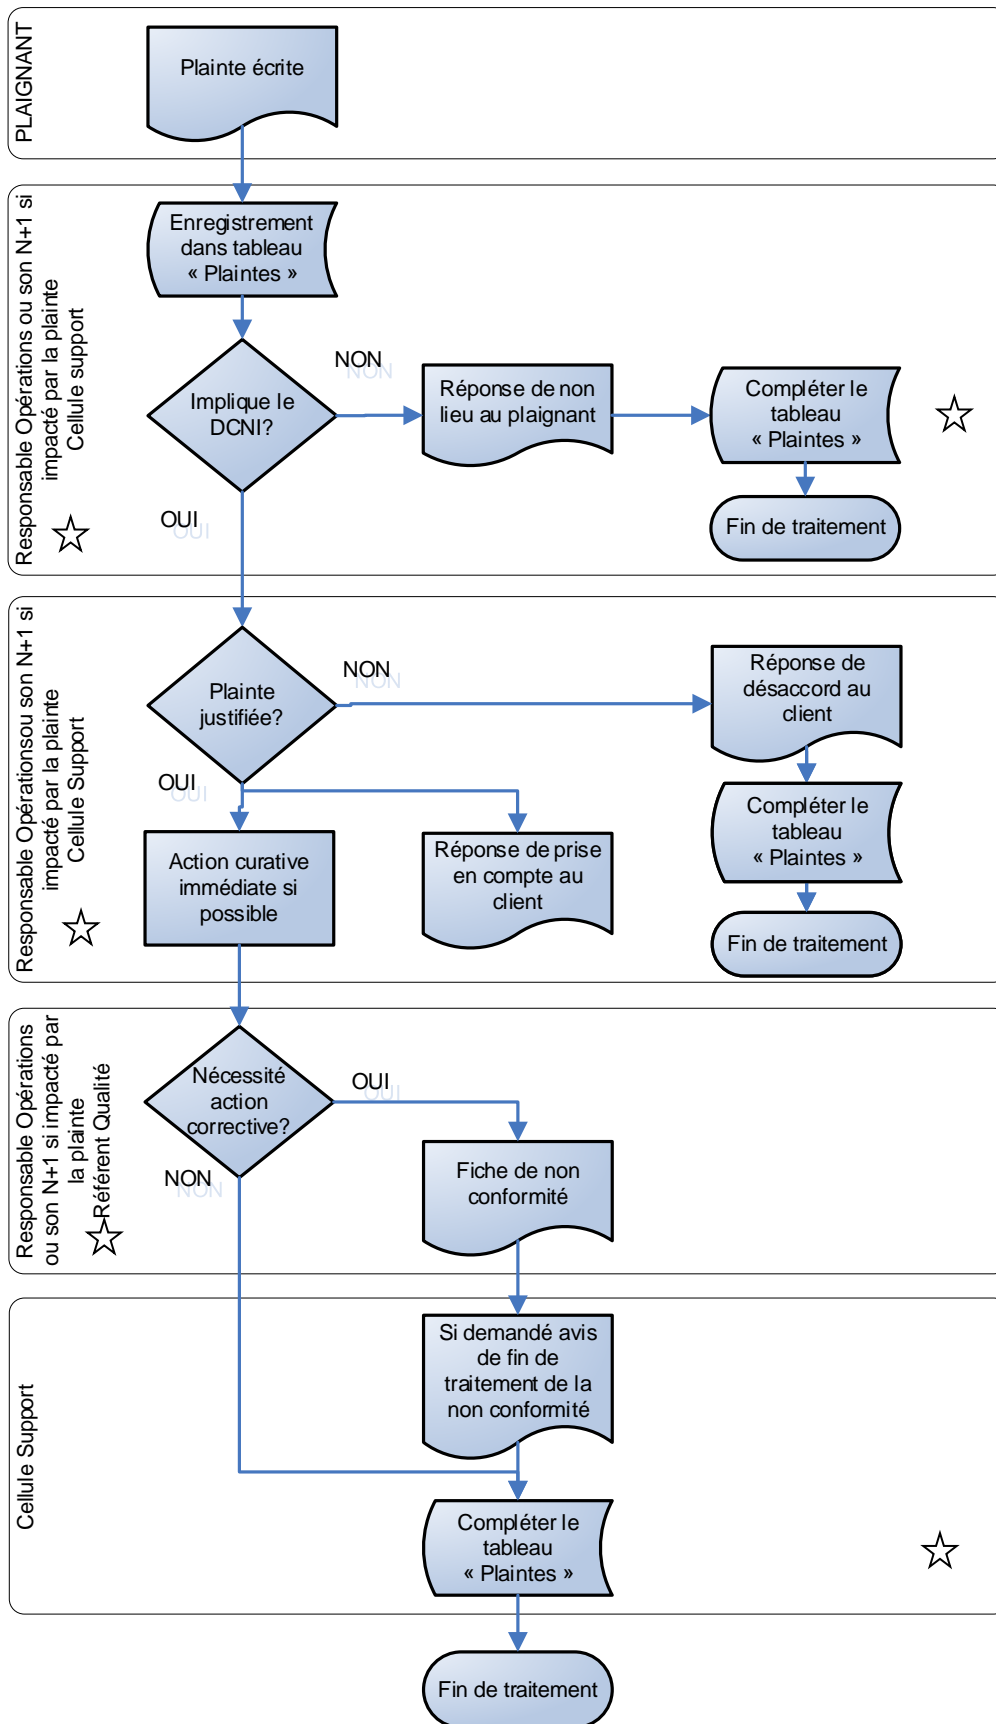 PLAIGNANT
Plainte écrite
Responsable Opérations ou son N+1 si
impacté par la plainte
Cellule support
Enregistrement
dans tableau
« Plaintes »
Implique le
DCNI?
NON
Réponse de non
lieu au plaignant
Compléter le
tableau
« Plaintes »
Fin de traitement
OUI
Responsable Opérationsou son N+1 si
impacté par la plainte
Cellule Support
Plainte
justifiée?
NON
Réponse de
désaccord au
client
Compléter le
tableau
« Plaintes »
Fin de traitement
OUI
Action curative
immédiate si
possible
Réponse de prise
en compte au
client
Responsable Opérations
ou son N+1 si impacté par
la plainte
Référent Qualité
Nécessité
action
corrective?
OUI
Fiche de non
conformité
NON
Cellule Support
Si demandé avis
de fin de
traitement de la
non conformité
Compléter le
tableau
« Plaintes »
Fin de traitement